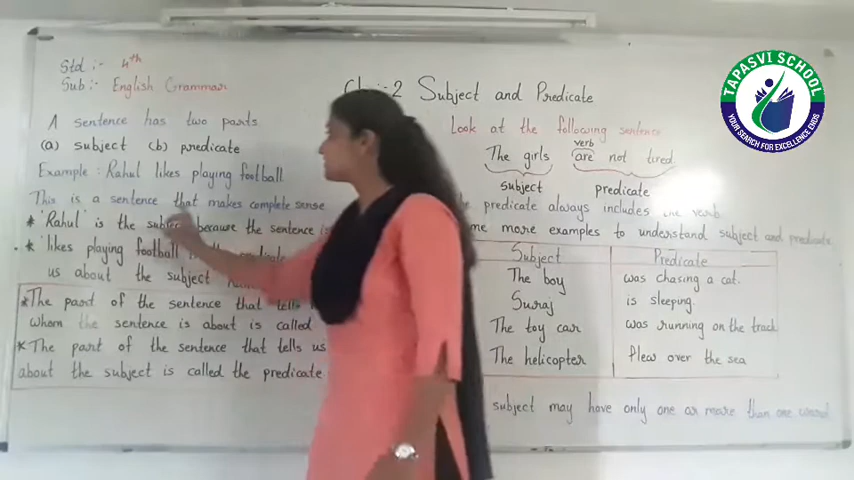 Std :- 4th
Sub :- English Grammar
2 Subject and Predicate
A sentence has two parts
(a) subject (b) predicate
Example : Rahul likes playing football
This is a sentence that makes complete sense
* 'Rahul' is the because the sentence is
* 'likes playing football
us about the subject
*The part of the sentence that tells
whom the sentence is about is called
*The part of the sentence that tells us
about the subject is called the predicate
Look at the following sentence
verb
The girls are not tired
subject predicate
predicate always includes the verb
more examples to understand subject and predicate
Subject Predicate
The boy was chasing a cat.
Suraj is sleeping.
The toy car was running on the track
The helicopter flew over the sea
subject may have only one or more than one word
TAPASVI SCHOOL
"YOUR SEARCH FOR EXCELLENCE ENDS